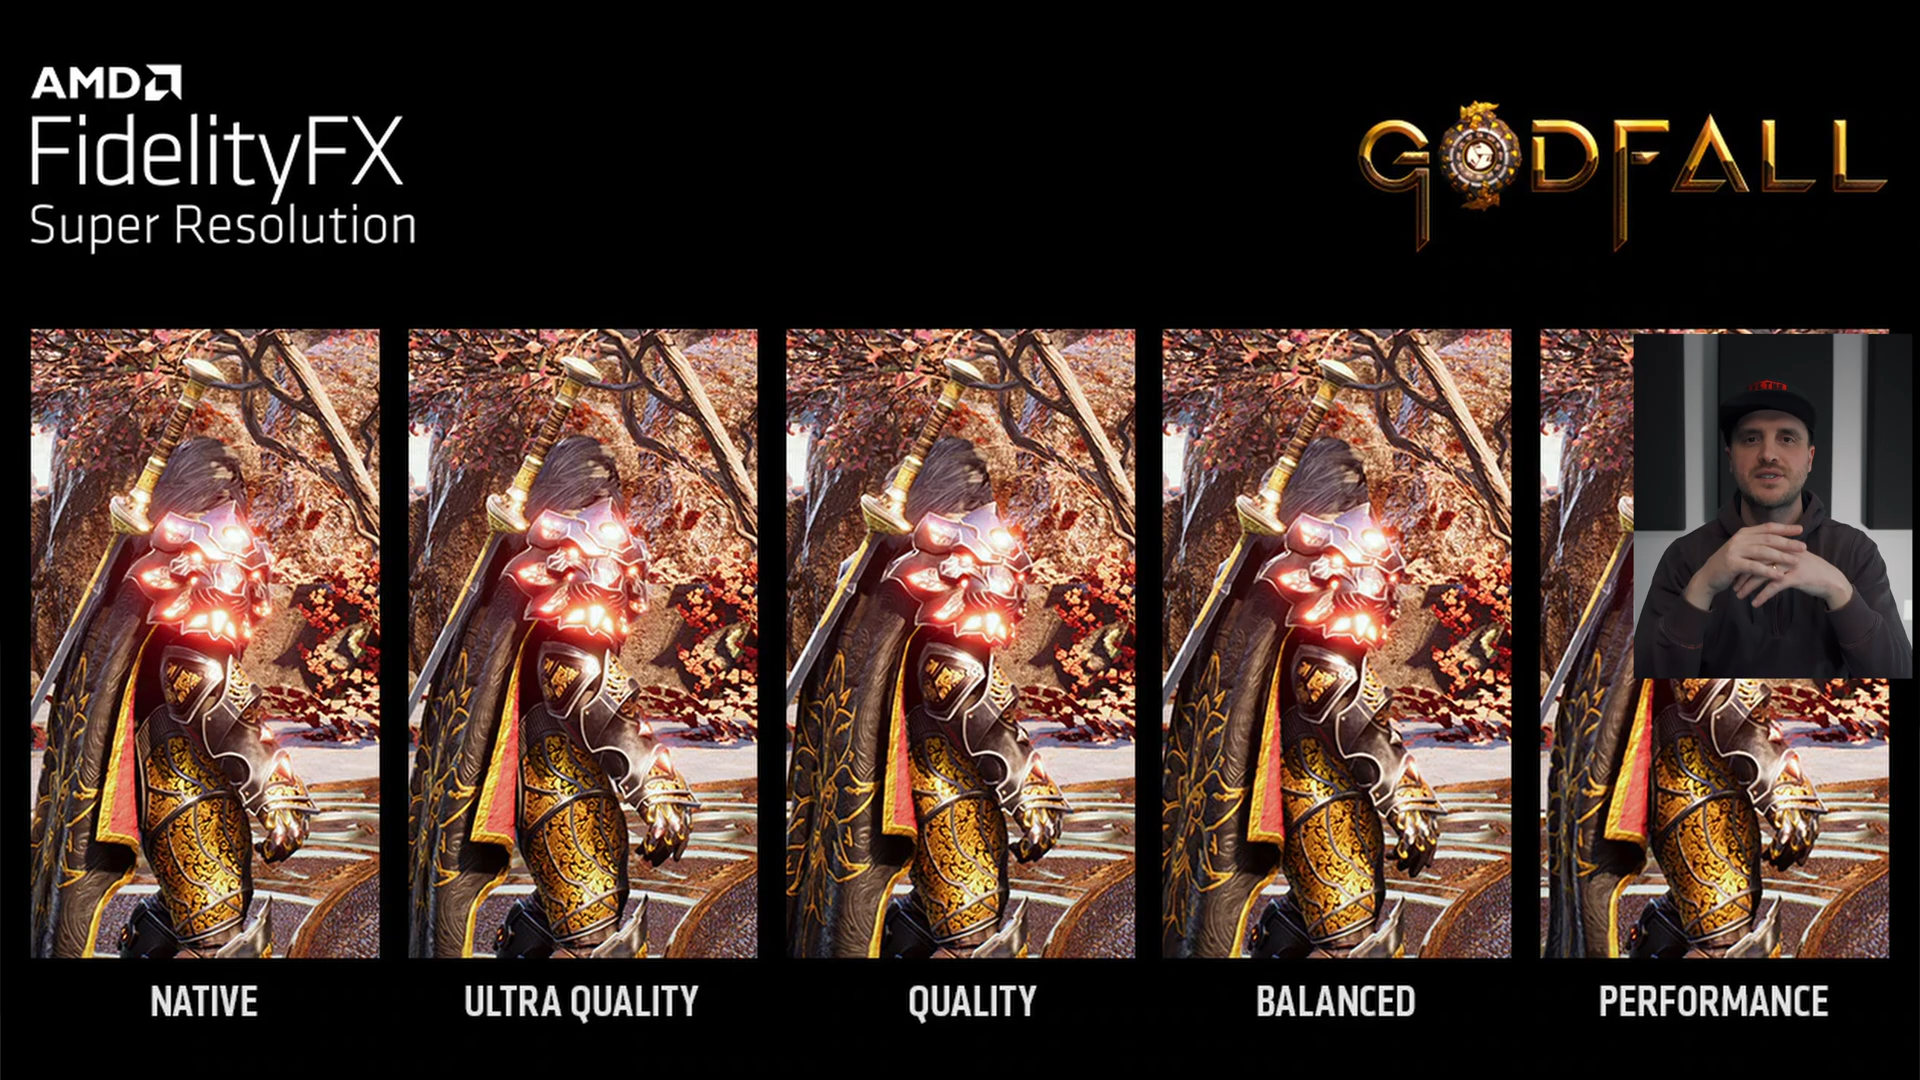 AMD
FidelityFX
Super Resolution
GODFALL
NATIVE
ULTRA QUALITY
QUALITY
BALANCED
PERFORMANCE